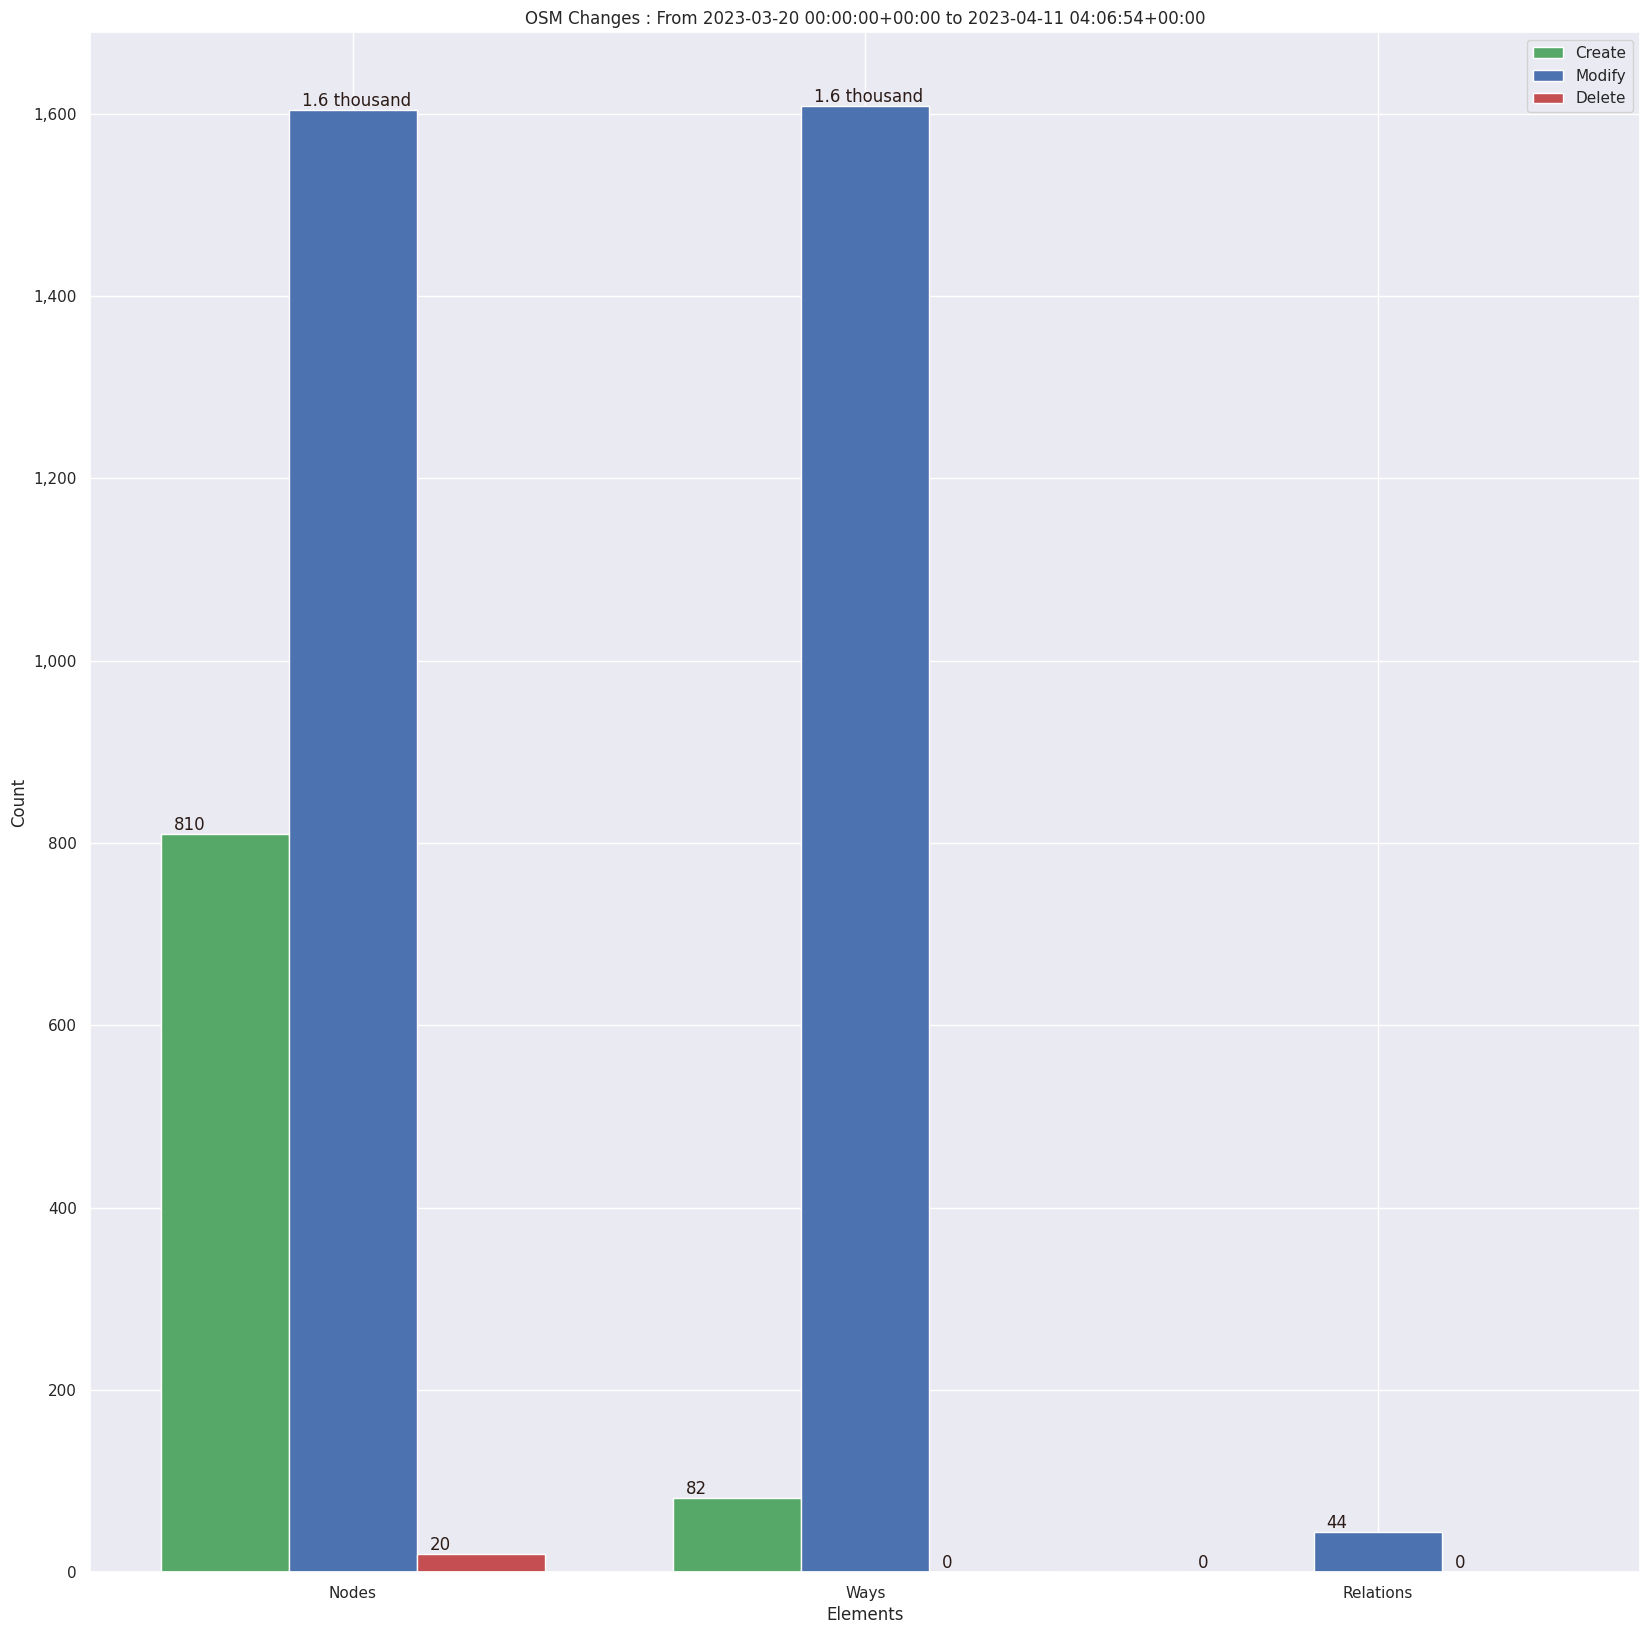 OSM Changes : From 2023-03-20 00:00:00+00:00 to 2023-04-11 04:06:54+00:00
Create
Modify
Delete
1.6 thousand
1.6 thousand
1,600
1,400
1,200
1,000
810
800
Count
600
400
200
82
20
44
0
0
0
0
Nodes
Ways
Relations
Elements